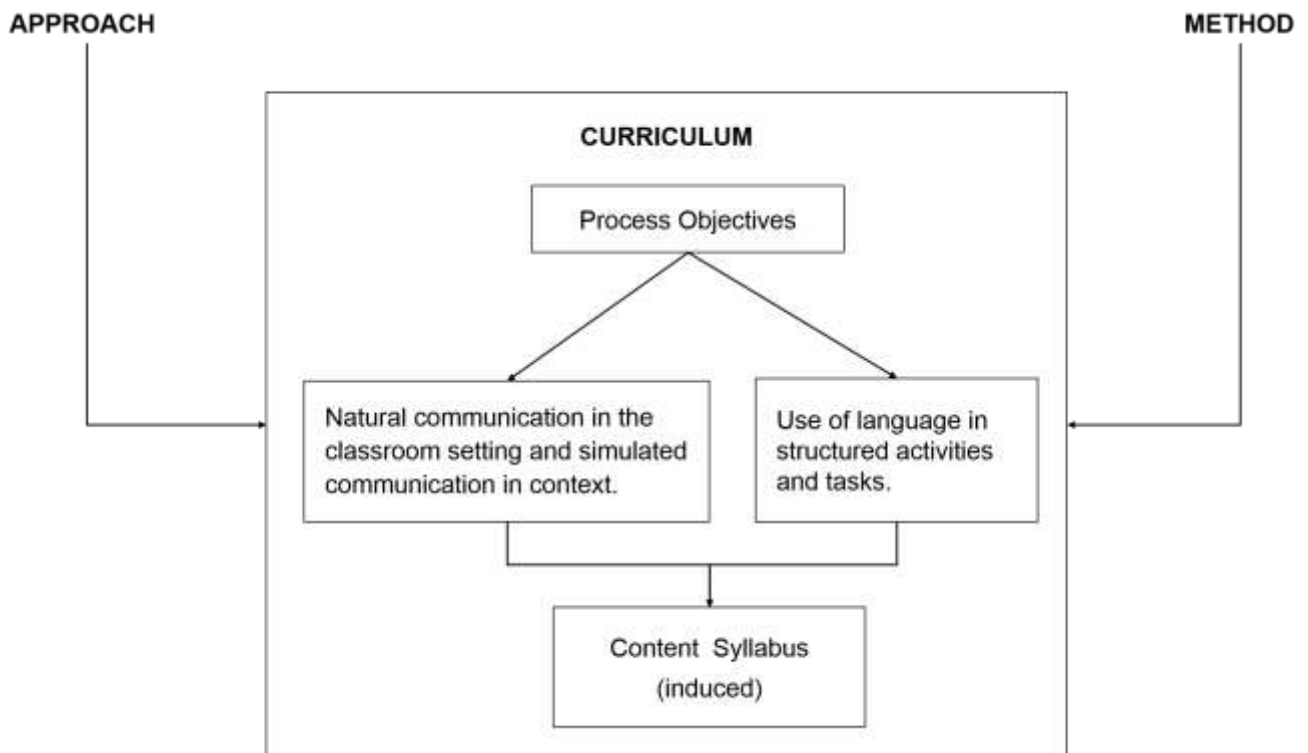 APPROACH
METHOD
CURRICULUM
Process Objectives
Natural communication in the
classroom setting and simulated
communication in context.
Use of language in
structured activities
and tasks.
Content Syllabus
(induced)